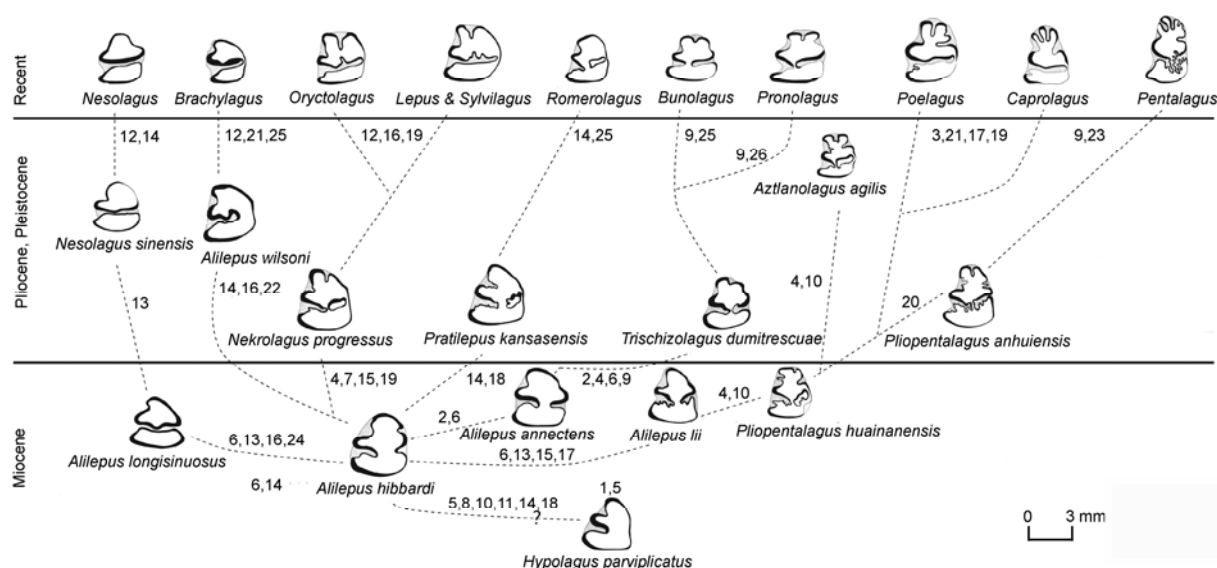 Recent
Nesolagus
Brachylagus
Oryctolagus
Lepus & Sylvilagus
Romerolagus
Bunolagus
Pronolagus
Poelagus
Caprolagus
Pentalagus
12,14
12,21,25
12,16,19
14,25
9,25
9,26
3,21,17,19
9,23
Pliocene, Pleistocene
Aztlanolagus agilis
Nesolagus sinensis
Alilepus wilsoni
13
14,16,22
4,10
20
Nekrolagus progressus
Pratilepus kansasensis
Trischizolagus dumitrescuae
Pliopentalagus anhuiensis
Miocene
4,7,15,19
14,18
2,4,6,9
4,10
2,6
Alilepus annectens
Alilepus lii
Pliopentalagus huainanensis
Alilepus longisinuosus
6,13,16,24
6,13,15,17
6,14
Alilepus hibbardi
5,8,10,11,14,18
?
1,5
Hypolagus parviplicatus
0 3 mm